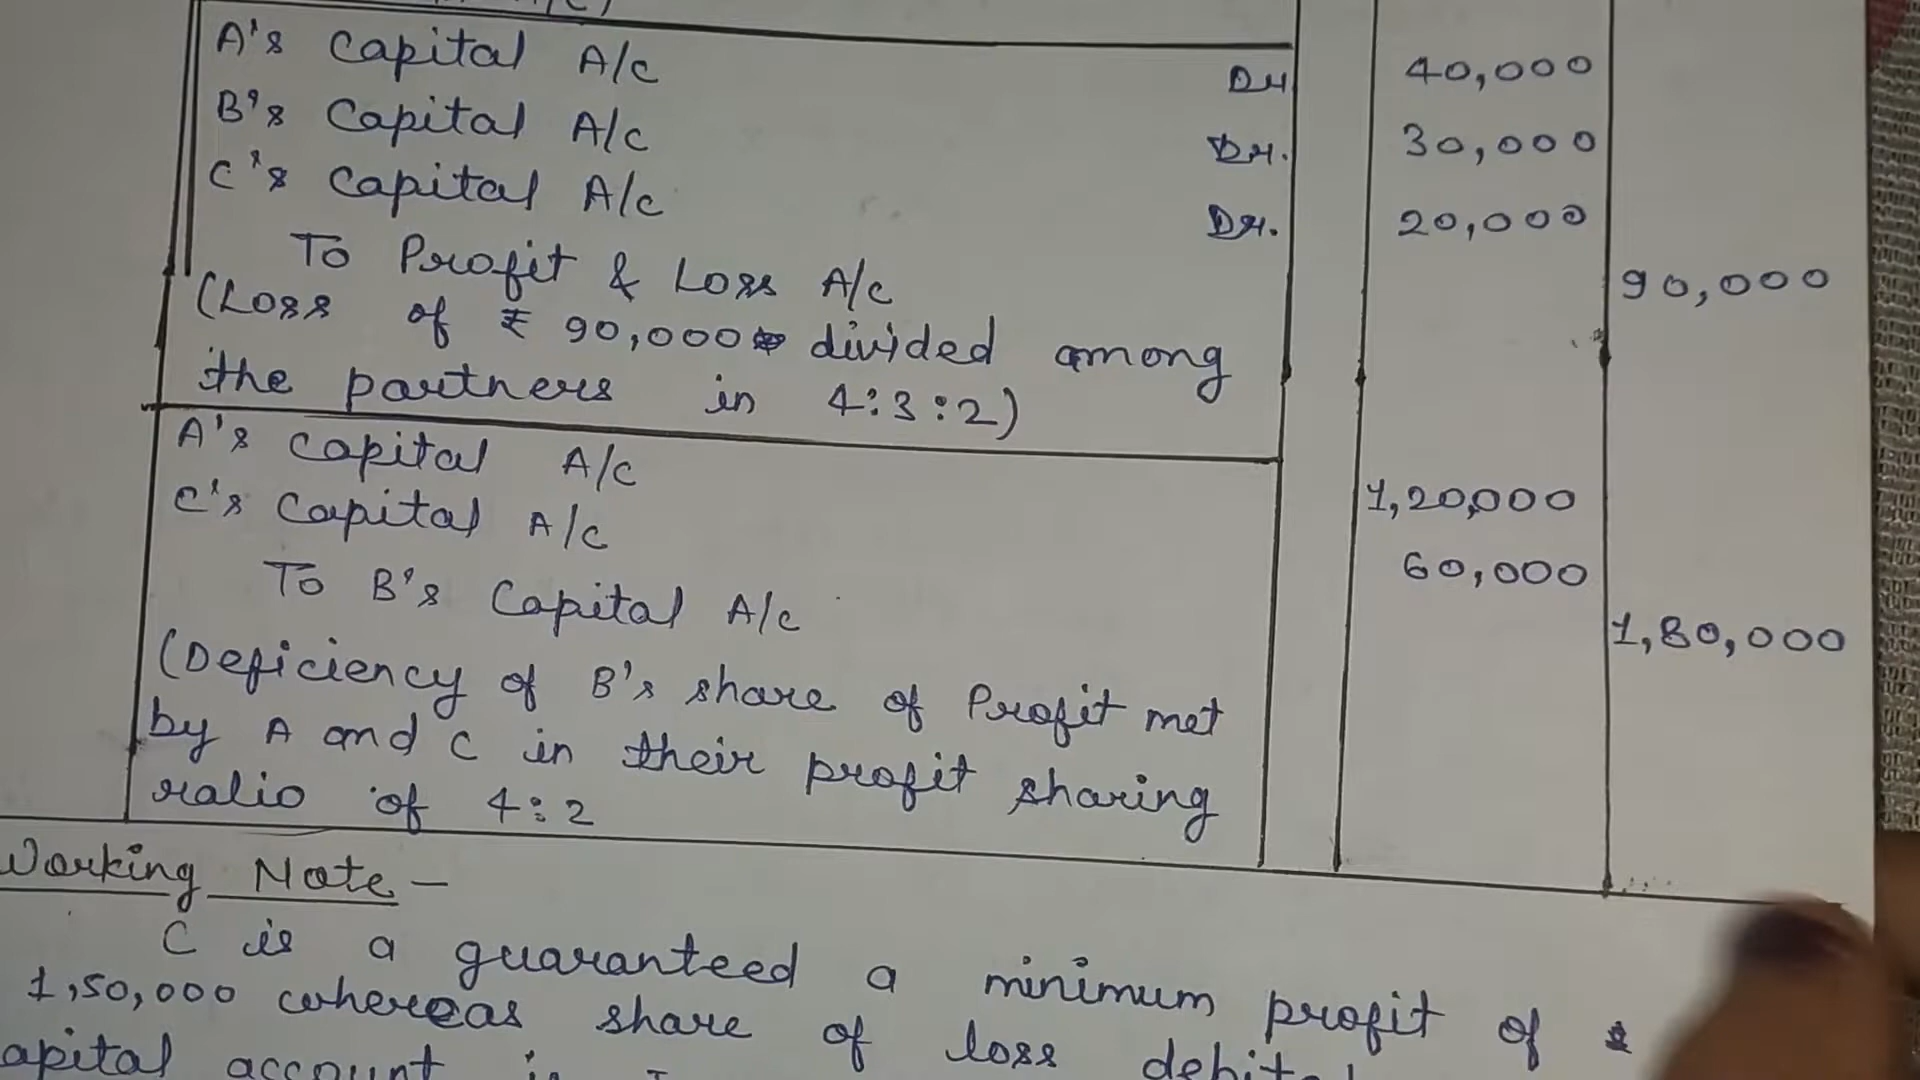 A's Capital A/c Dr 40,000
B's Capital A/c Dr. 30,000
C's Capital A/c Dr. 20,000
To Profit & Loss A/c 90,000
(Loss of ₹ 90,000 divided among
the partners in 4:3:2)
A's Capital A/c 1,20,000
C's Capital A/c 60,000
To B's Capital A/c 1,80,000
(Deficiency of B's share of Profit met
by A and C in their profit sharing
ratio of 4:2
Working Note -
C is a guaranteed a minimum profit of
1,50,000 whereas share of loss
apital account